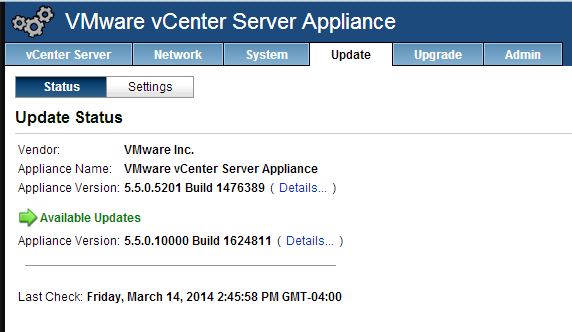 VMware vCenter Server Appliance
vCenter Server Network System Update Upgrade Admin
Status Settings
Update Status
Vendor: VMware Inc.
Appliance Name: VMware vCenter Server Appliance
Appliance Version: 5.5.0.5201 Build 1476389 ( Details... )
Available Updates
Appliance Version: 5.5.0.10000 Build 1624811 ( Details... )
Last Check: Friday, March 14, 2014 2:45:58 PM GMT-04:00